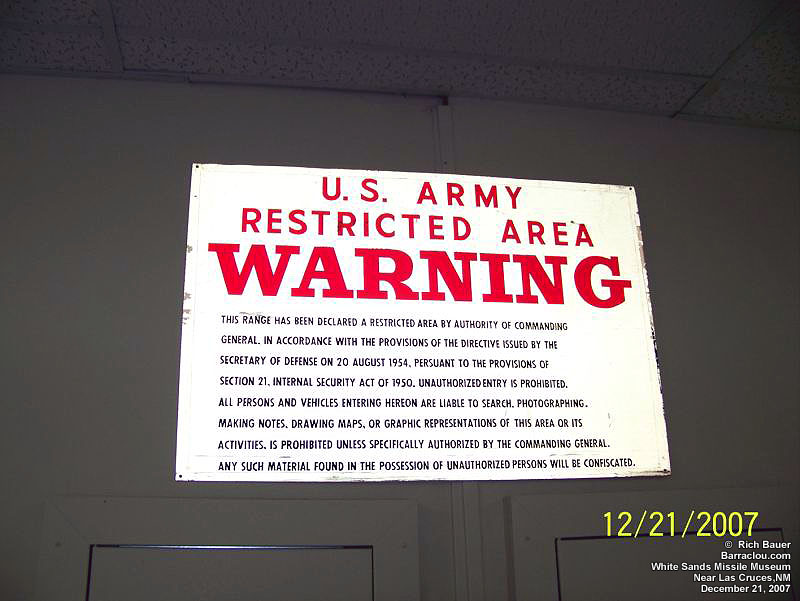 U.S. ARMY
RESTRICTED AREA
WARNING
THIS RANGE HAS BEEN DECLARED A RESTRICTED AREA BY AUTHORITY OF COMMANDING
GENERAL. IN ACCORDANCE WITH THE PROVISIONS OF THE DIRECTIVE ISSUED BY THE
SECRETARY OF DEFENSE ON 20 AUGUST 1954, PERSUANT TO THE PROVISIONS OF
SECTION 21, INTERNAL SECURITY ACT OF 1950. UNAUTHORIZED ENTRY IS PROHIBITED.
ALL PERSONS AND VEHICLES ENTERING HEREON ARE LIABLE TO SEARCH. PHOTOGRAPHING,
MAKING NOTES, DRAWING MAPS, OR GRAPHIC REPRESENTATIONS OF THIS AREA OR ITS
ACTIVITIES, IS PROHIBITED UNLESS SPECIFICALLY AUTHORIZED BY THE COMMANDING GENERAL.
ANY SUCH MATERIAL FOUND IN THE POSSESSION OF UNAUTHORIZED PERSONS WILL BE CONFISCATED.
12/21/2007
© Rich Bauer
Barraclou.com
White Sands Missile Museum
Near Las Cruces,NM
December 21, 2007